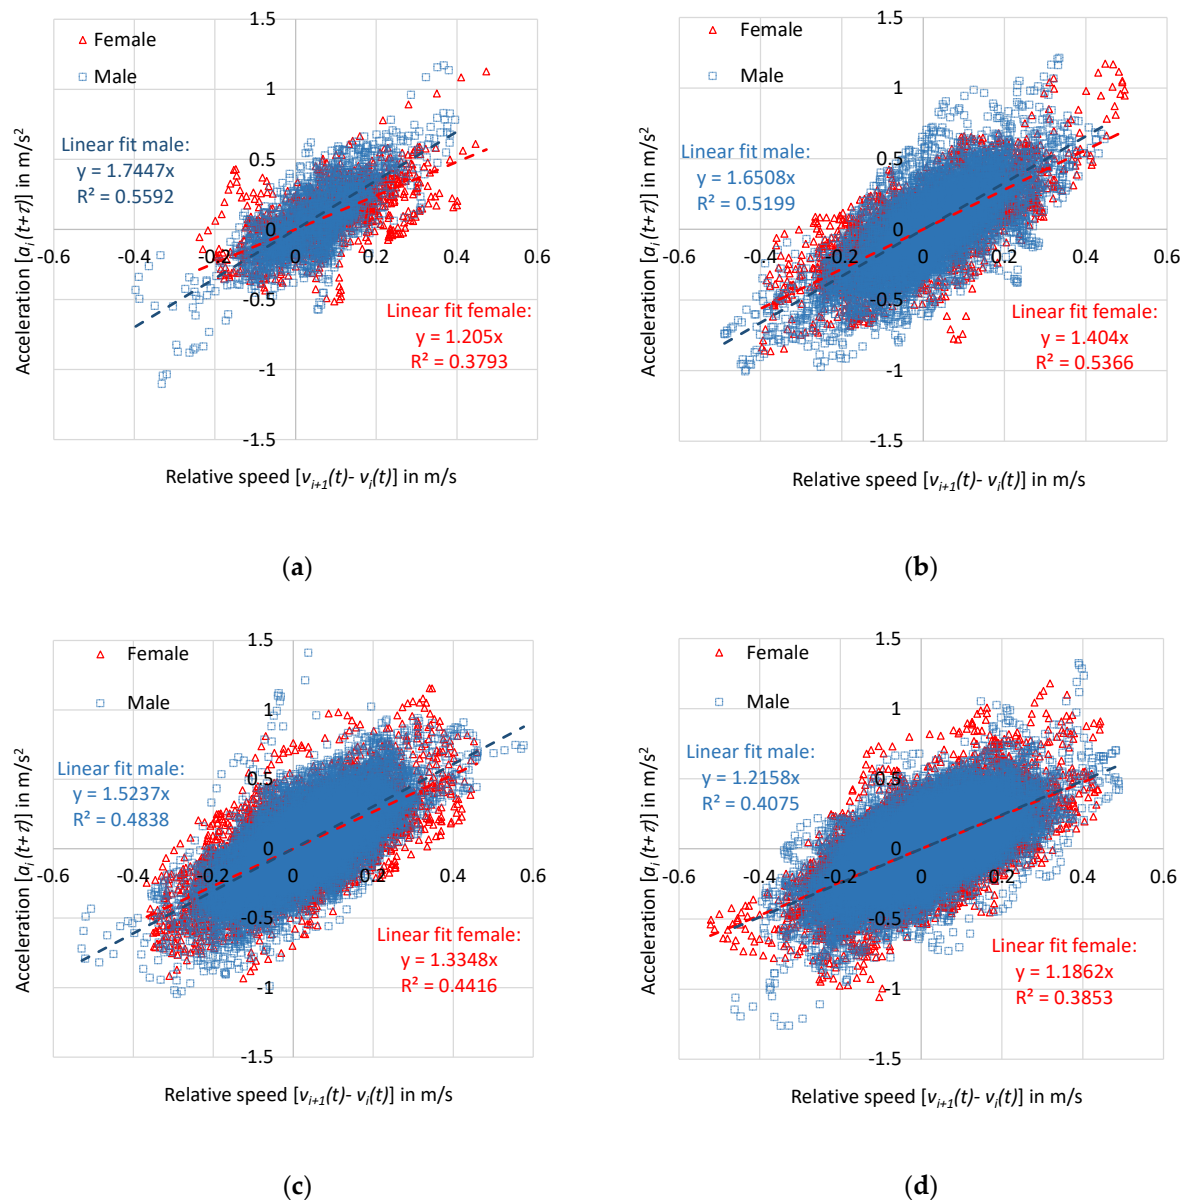 1.5
Female
Male
1
Linear fit male:
y = 1.7447x
R² = 0.5592
0.5
0
-0.6
-0.4
-0.2
0
0.2
0.4
0.6
-0.5
Linear fit female:
y = 1.205x
R² = 0.3793
-1
-1.5
Acceleration [aᵢ (t+τ)] in m/s²
Relative speed [vᵢ₊₁(t)- vᵢ(t)] in m/s
(a)
1.5
Female
Male
1
Linear fit male:
y = 1.6508x
R² = 0.5199
0.5
0
-0.6
-0.4
-0.2
0
0.2
0.4
0.6
-0.5
Linear fit female:
y = 1.404x
R² = 0.5366
-1
-1.5
Acceleration [aᵢ (t+τ)] in m/s²
Relative speed [vᵢ₊₁(t)- vᵢ(t)] in m/s
(b)
1.5
Female
Male
1
Linear fit male:
y = 1.5237x
R² = 0.4838
0.5
0
-0.6
-0.4
-0.2
0
0.2
0.4
0.6
-0.5
Linear fit female:
y = 1.3348x
R² = 0.4416
-1
-1.5
Acceleration [aᵢ (t+τ)] in m/s²
Relative speed [vᵢ₊₁(t)- vᵢ(t)] in m/s
(c)
1.5
Female
Male
1
Linear fit male:
y = 1.2158x
R² = 0.4075
0.5
0
-0.6
-0.4
-0.2
0
0.2
0.4
0.6
-0.5
Linear fit female:
y = 1.1862x
R² = 0.3853
-1
-1.5
Acceleration [aᵢ (t+τ)] in m/s²
Relative speed [vᵢ₊₁(t)- vᵢ(t)] in m/s
(d)